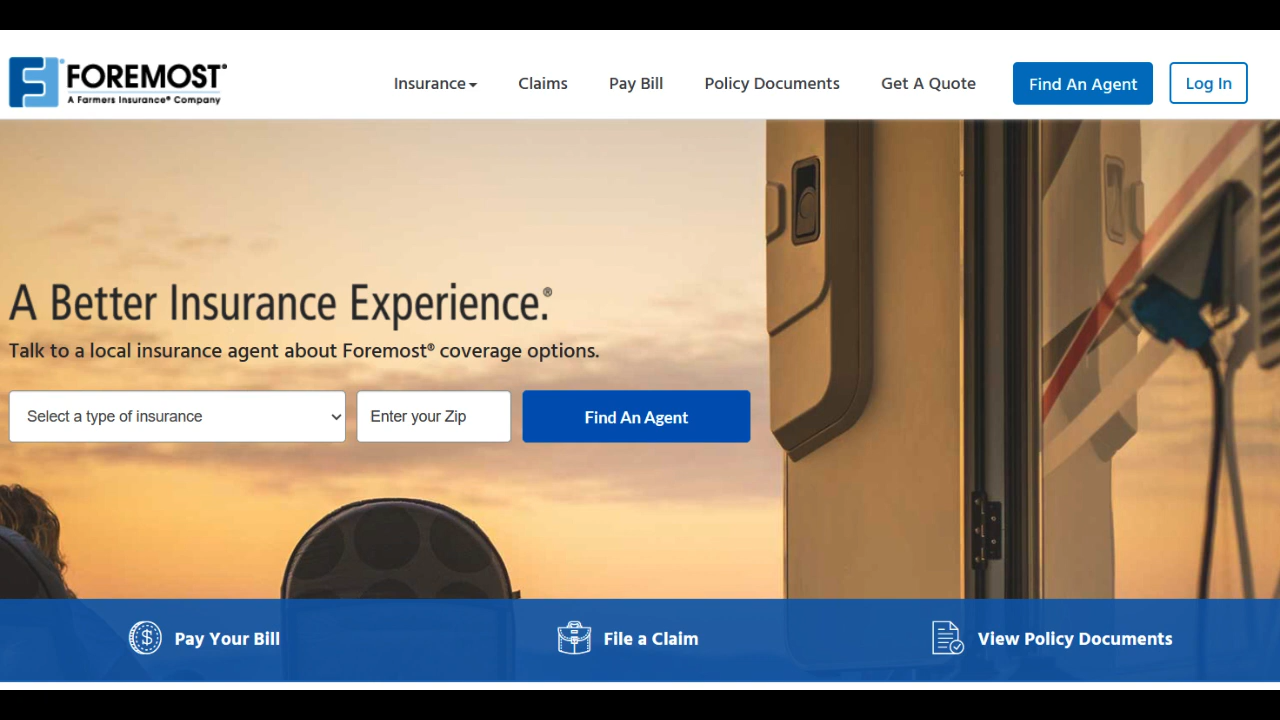 FOREMOST®
A Farmers Insurance® Company
Insurance
Claims
Pay Bill
Policy Documents
Get A Quote
Find An Agent
Log In
A Better Insurance Experience.®
Talk to a local insurance agent about Foremost® coverage options.
Select a type of insurance
Enter your Zip
Find An Agent
Pay Your Bill
File a Claim
View Policy Documents